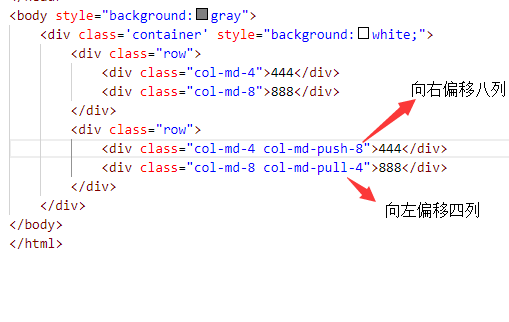 <body style="background:gray">
<div class='container' style="background:white;">
<div class="row">
<div class="col-md-4">444</div>
<div class="col-md-8">888</div>
</div>
<div class="row">
<div class="col-md-4 col-md-push-8">444</div>
<div class="col-md-8 col-md-pull-4">888</div>
</div>
</div>
</body>
</html>
向右偏移八列
向左偏移四列